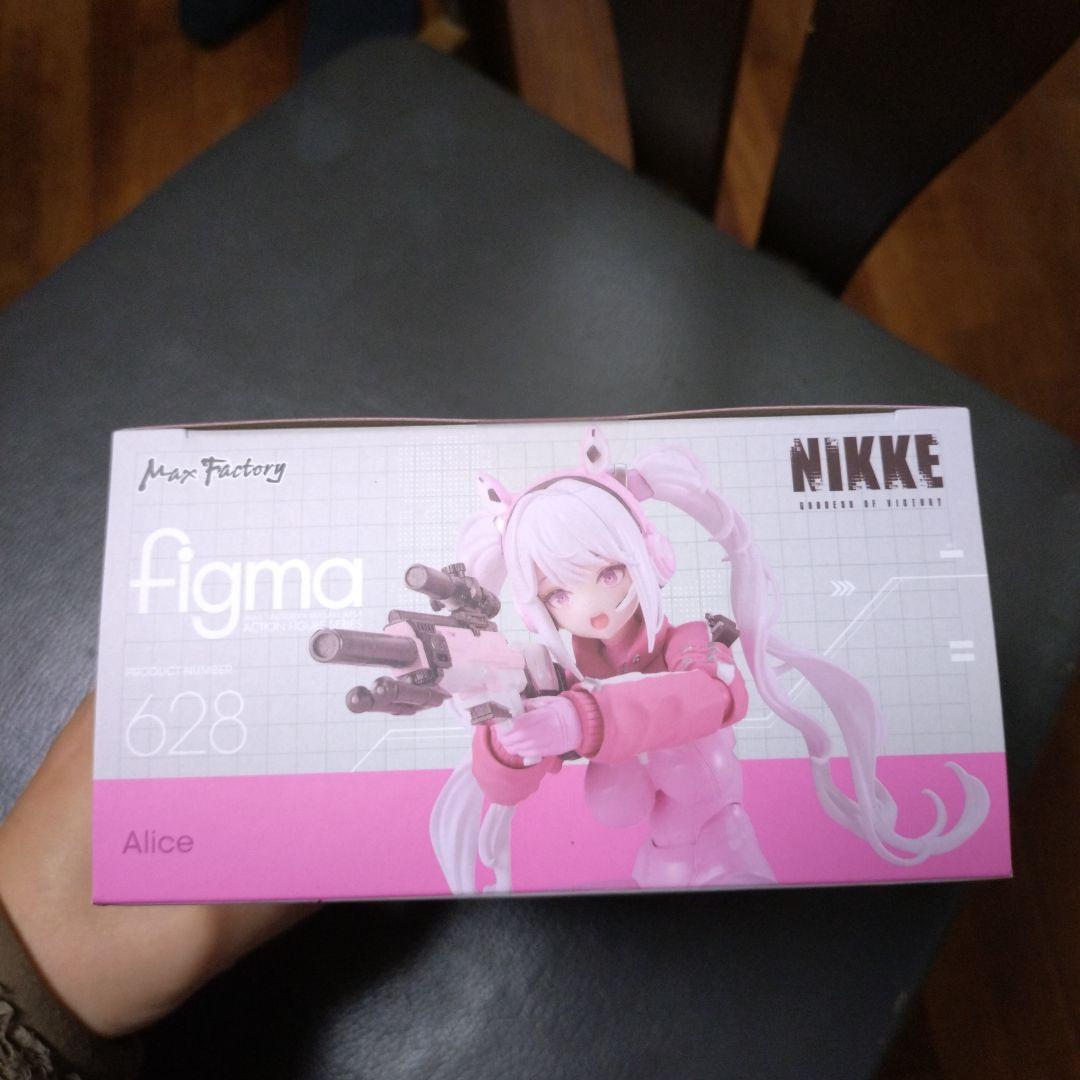 Max Factory
NIKKE
GODDESS OF VICTORY
figma
ACTION FIGURE SERIES
PRODUCT NUMBER
628
Alice